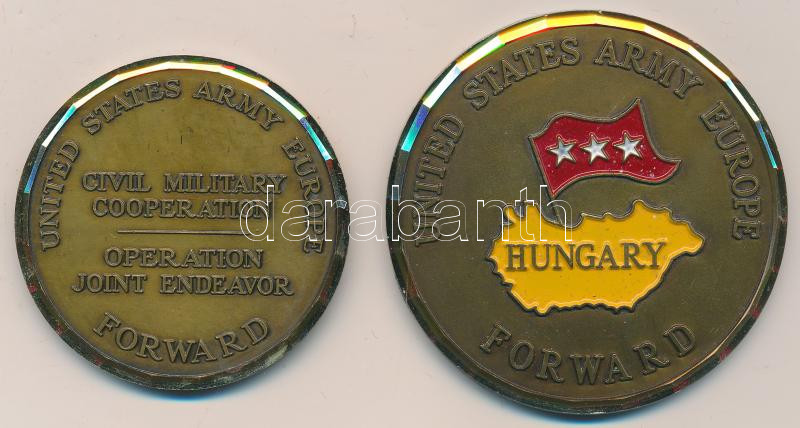 UNITED STATES ARMY EUROPE
CIVIL MILITARY
COOPERATION
OPERATION
JOINT ENDEAVOR
FORWARD
UNITED STATES ARMY EUROPE
HUNGARY
FORWARD
darabanth